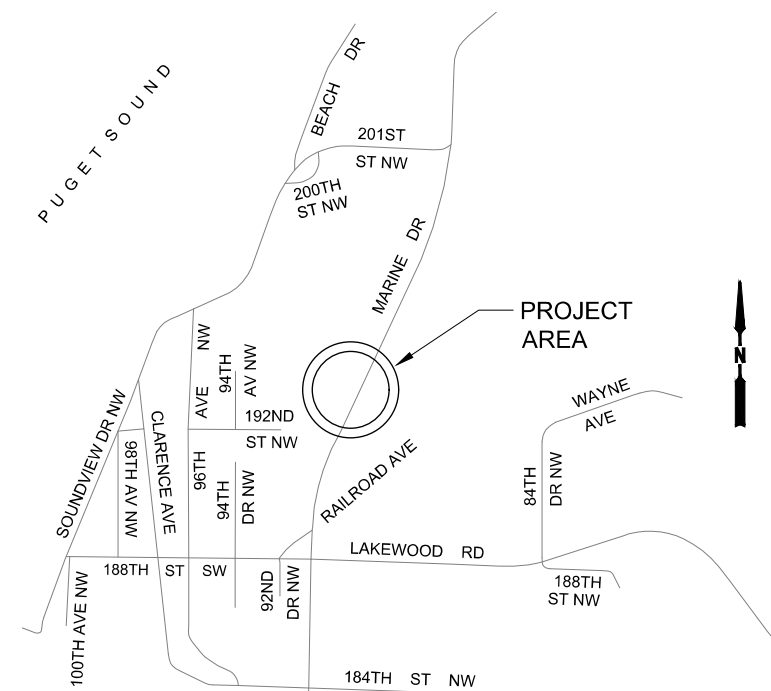 PUGET SOUND
BEACH DR
201ST
ST NW
200TH
ST NW
MARINE DR
PROJECT
AREA
N
WAYNE
AVE
84TH
DR NW
SOUNDVIEW DR NW
98TH AV NW
CLARENCE AVE
96TH AVE NW
94TH
AV NW
192ND
ST NW
94TH
DR NW
RAILROAD AVE
LAKEWOOD RD
188TH ST SW
92ND
DR NW
188TH
ST NW
100TH AVE NW
184TH ST NW